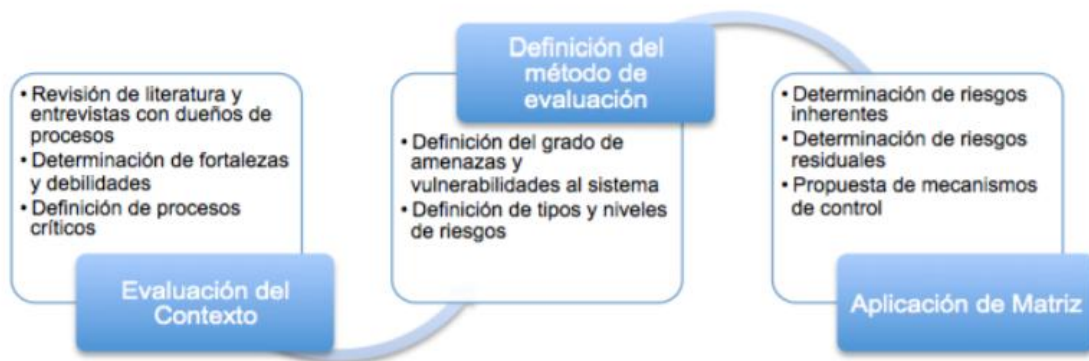 • Revisión de literatura y
entrevistas con dueños de
procesos
• Determinación de fortalezas
y debilidades
• Definición de procesos
críticos
Evaluación del
Contexto
Definición del
método de
evaluación
• Definición del grado de
amenazas y
vulnerabilidades al sistema
• Definición de tipos y niveles
de riesgos
• Determinación de riesgos
inherentes
• Determinación de riesgos
residuales
• Propuesta de mecanismos
de control
Aplicación de Matriz